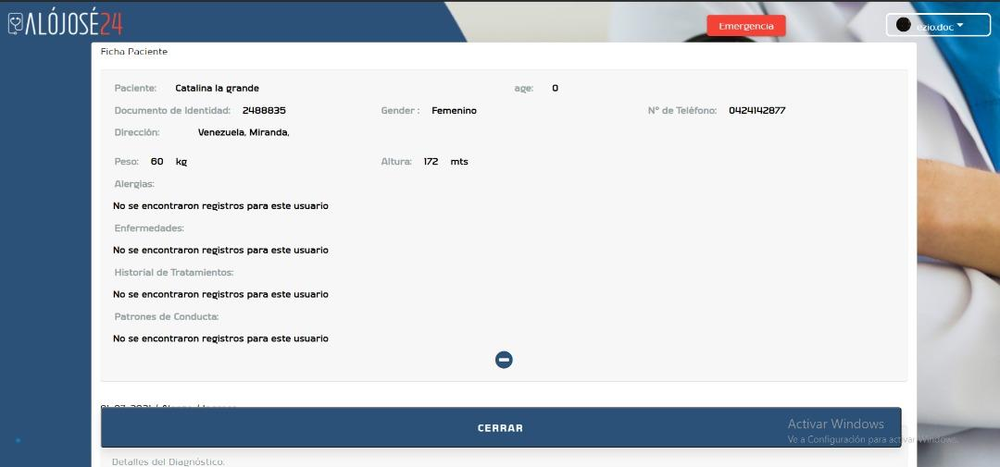 ALÓJOSÉ24
Emergencia
ezio.doc
Ficha Paciente
Paciente: Catalina la grande age: 0
Documento de Identidad: 2488835 Gender : Femenino N° de Teléfono: 0424142877
Dirección: Venezuela, Miranda,
Peso: 60 kg Altura: 172 mts
Alergias:
No se encontraron registros para este usuario
Enfermedades:
No se encontraron registros para este usuario
Historial de Tratamientos:
No se encontraron registros para este usuario
Patrones de Conducta:
No se encontraron registros para este usuario
CERRAR
Activar Windows
Ve a Configuración para activar Windows.
Detalles del Diagnóstico.